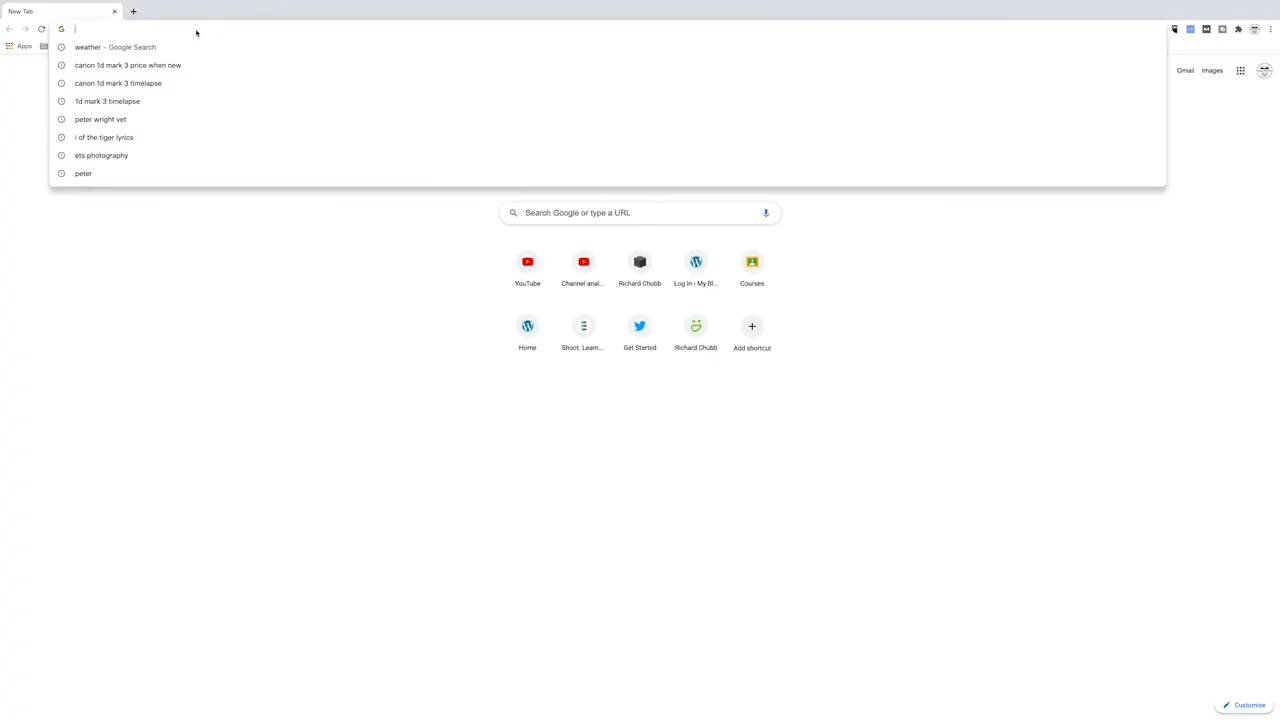 New Tab
weather - Google Search
canon 1d mark 3 price when new
canon 1d mark 3 timelapse
1d mark 3 timelapse
peter wright vet
i of the tiger lyrics
ets photography
peter
Apps
Gmail Images
Search Google or type a URL
YouTube Channel anal... Richard Chubb Log In ‹ My Bl... Courses
Home Shoot. Learn... Get Started Richard Chubb Add shortcut
Customise